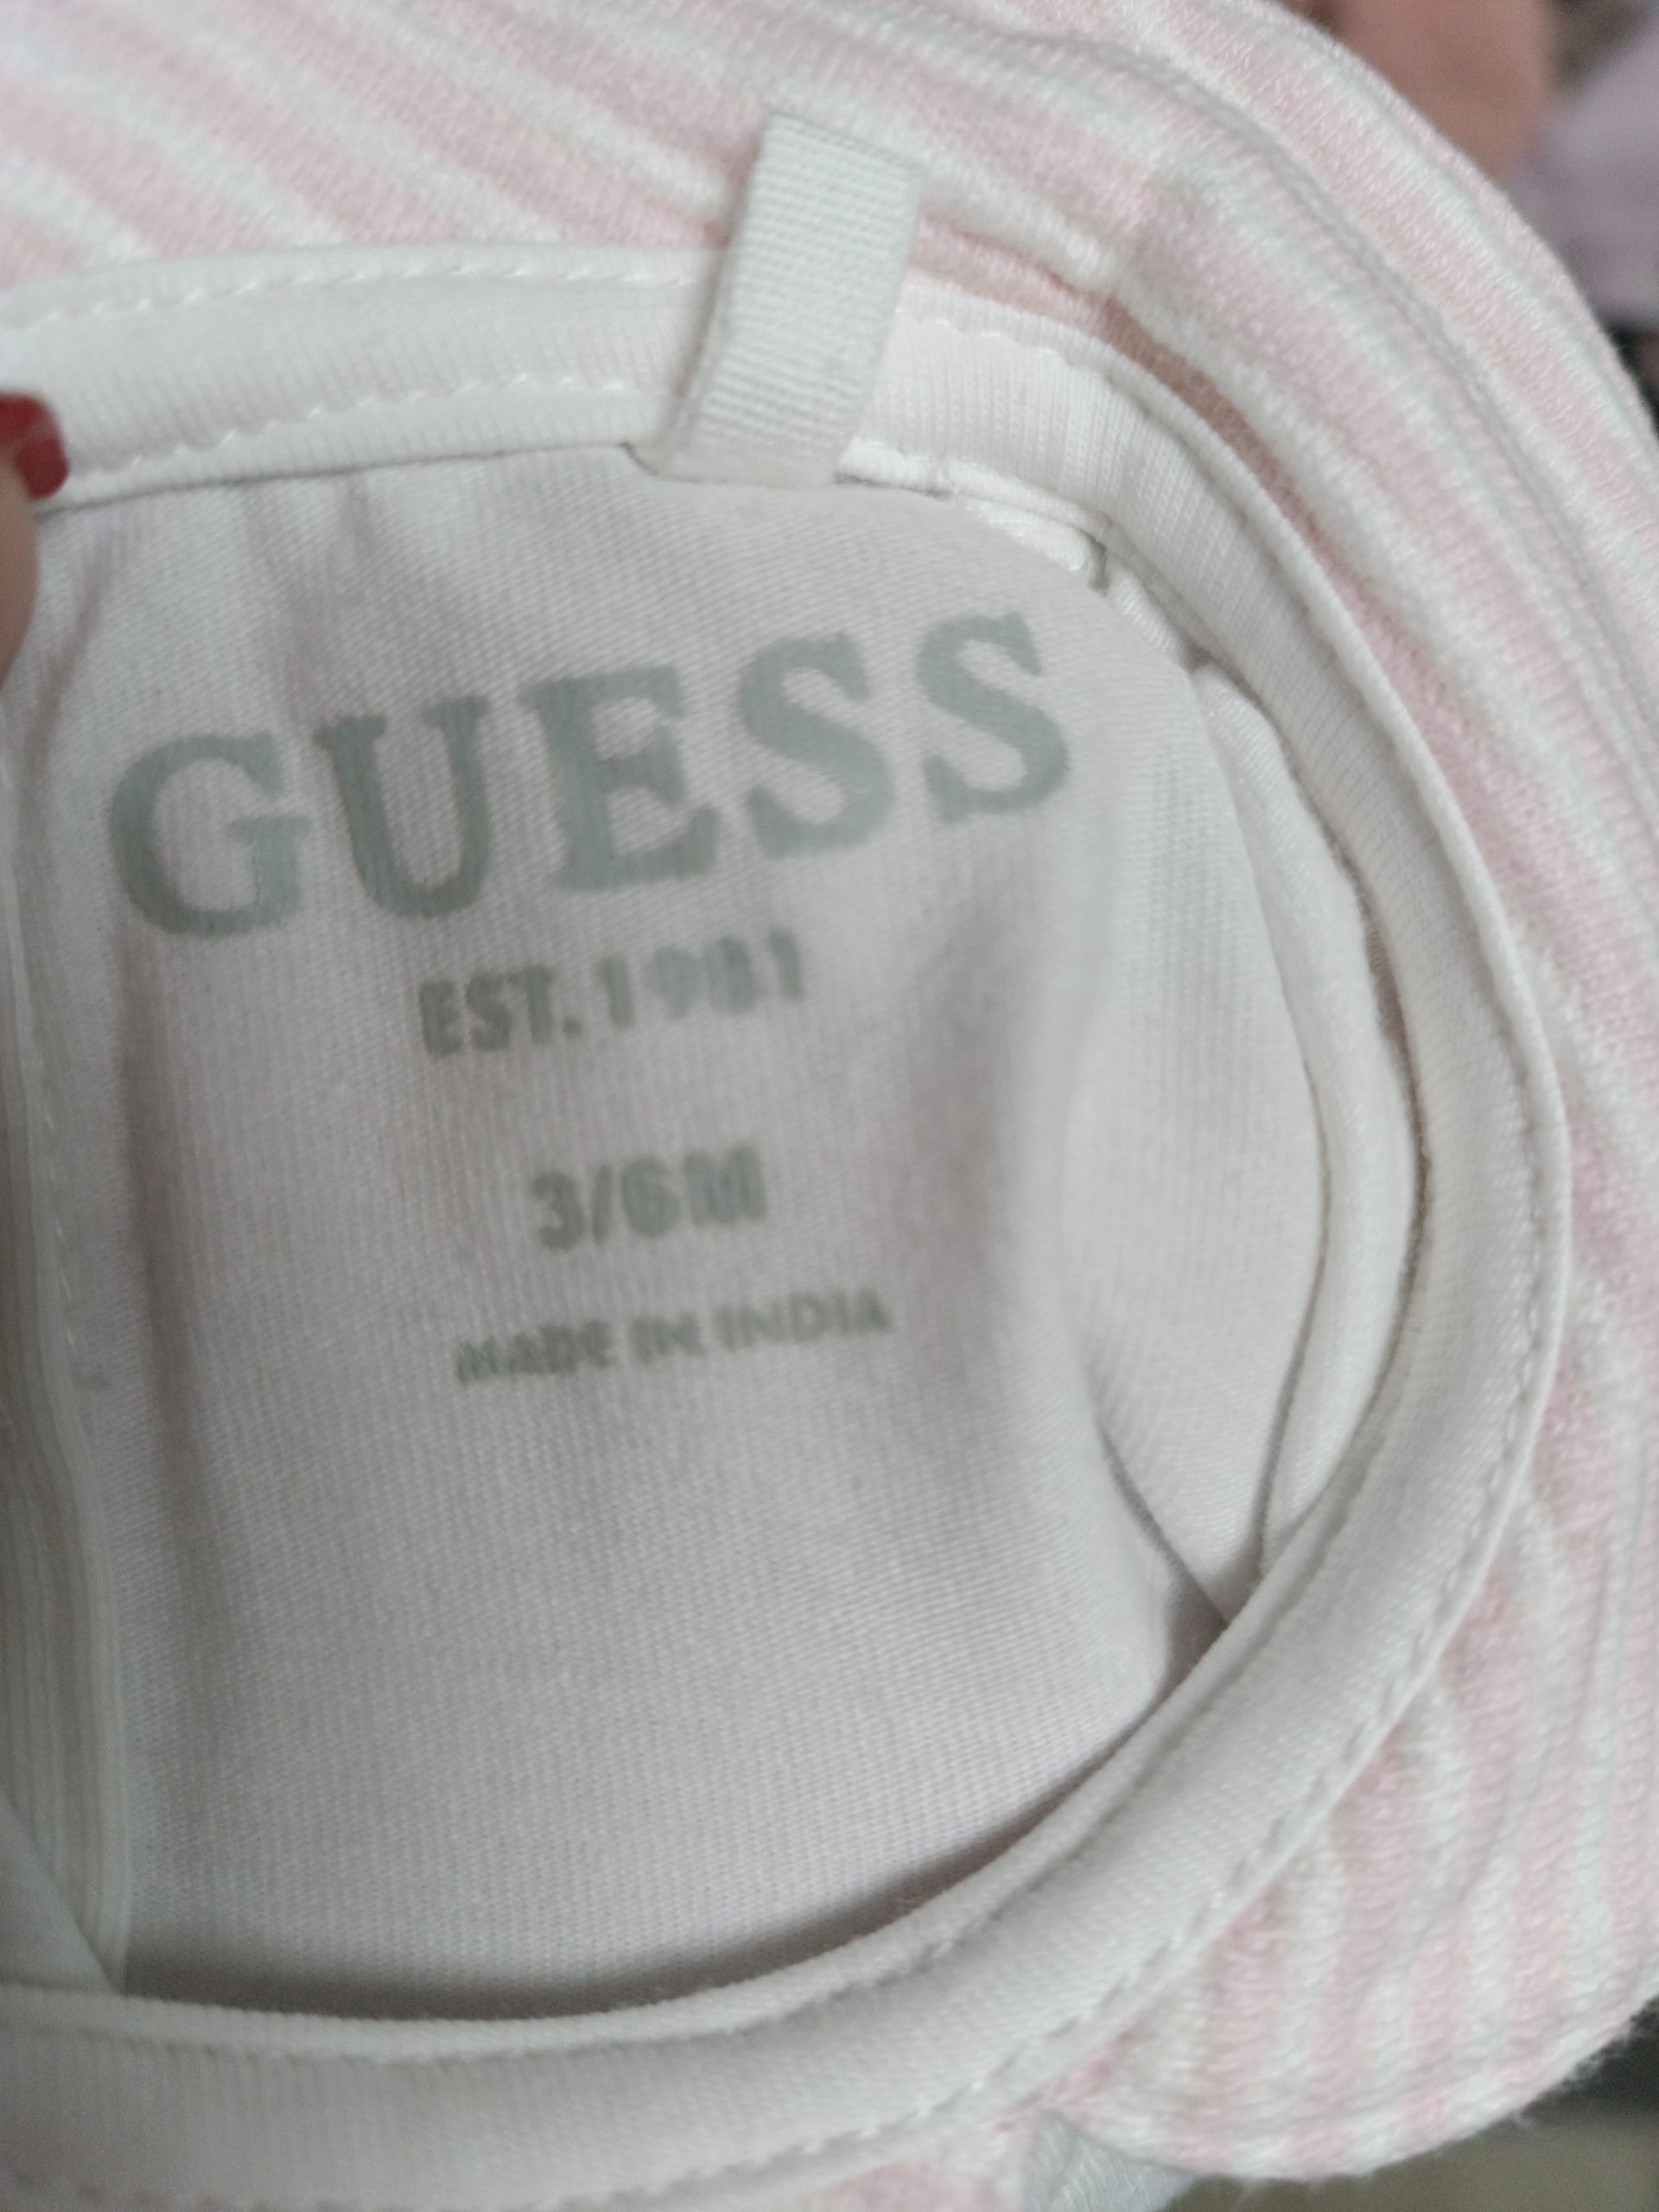 GUESS
EST.1981
3/6M
MADE IN INDIA